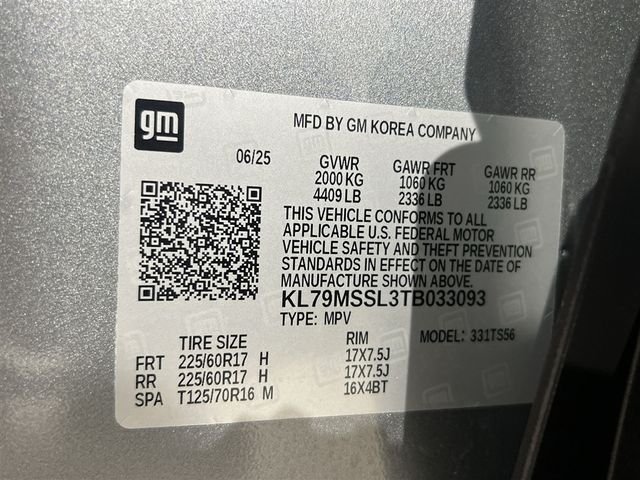 gm
MFD BY GM KOREA COMPANY
06/25
GVWR GAWR FRT GAWR RR
2000 KG 1060 KG 1060 KG
4409 LB 2336 LB 2336 LB
THIS VEHICLE CONFORMS TO ALL
APPLICABLE U.S. FEDERAL MOTOR
VEHICLE SAFETY AND THEFT PREVENTION
STANDARDS IN EFFECT ON THE DATE OF
MANUFACTURE SHOWN ABOVE.
KL79MSSL3TB033093
TYPE: MPV MODEL: 331TS56
TIRE SIZE RIM
FRT 225/60R17 H 17X7.5J
RR 225/60R17 H 17X7.5J
SPA T125/70R16 M 16X4BT